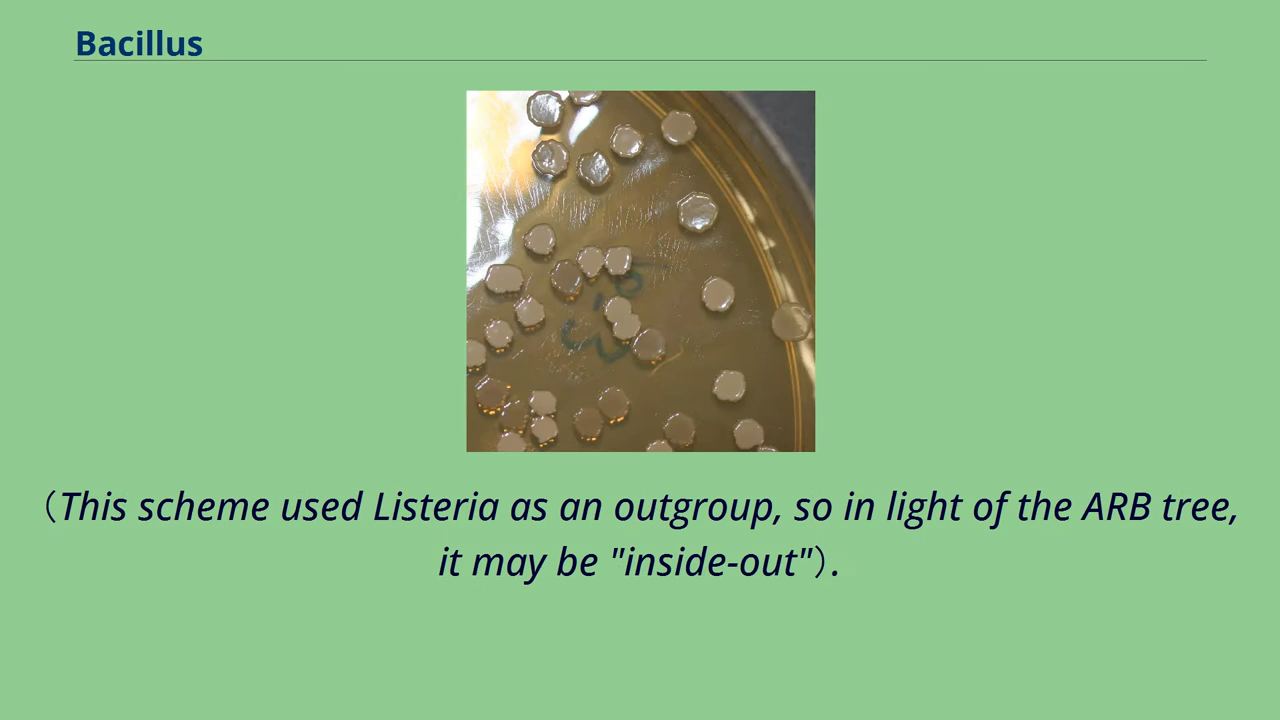 Bacillus
（This scheme used Listeria as an outgroup, so in light of the ARB tree,
it may be "inside-out"）.